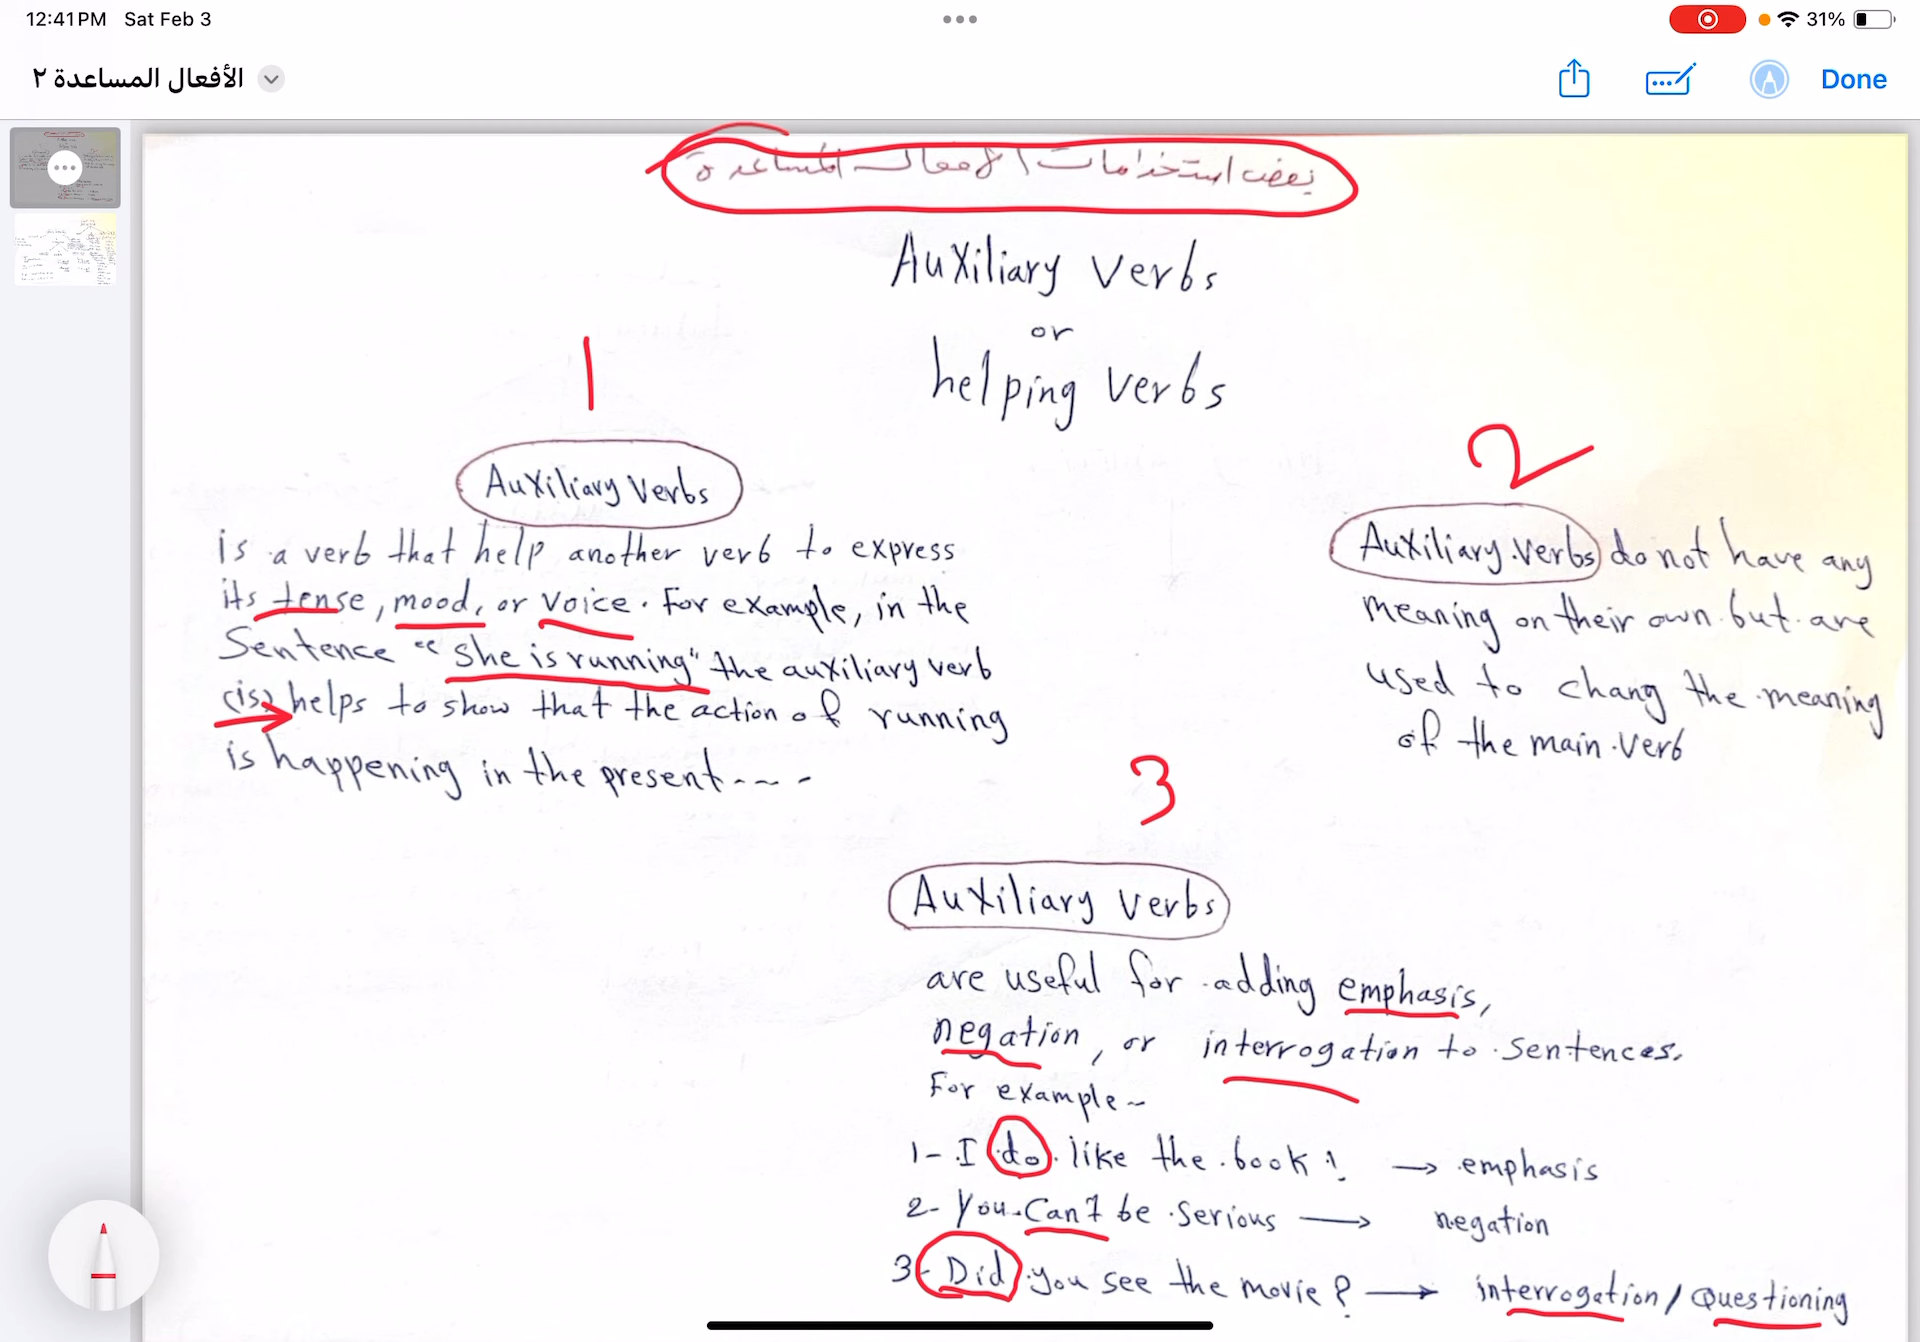 12:41 PM Sat Feb 3
31%
الأفعال المساعدة ٢
Done
بعض استخدامات الأفعال المساعدة
Auxiliary verbs
or
helping verbs
1
Auxiliary Verbs
is a verb that help another verb to express
its tense, mood, or voice. For example, in the
Sentence "She is running" the auxiliary verb
(is) helps to show that the action of running
is happening in the present----
2
Auxiliary verbs do not have any
meaning on their own but are
used to chang the meaning
of the main verb
3
Auxiliary verbs
are useful for adding emphasis,
negation, or interrogation to sentences.
For example-
1- I do like the book! → emphasis
2- You Can't be serious → negation
3- Did you see the movie? → interrogation / Questioning